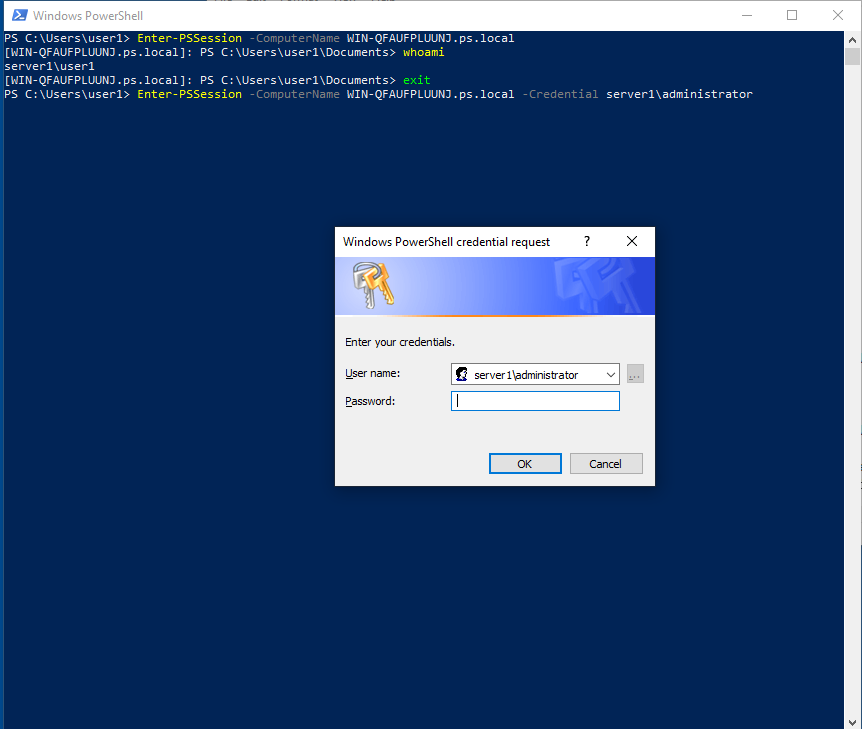 Windows PowerShell
PS C:\Users\user1> Enter-PSSession -ComputerName WIN-QFAUFPLUUNJ.ps.local
[WIN-QFAUFPLUUNJ.ps.local]: PS C:\Users\user1\Documents> whoami
server1\user1
[WIN-QFAUFPLUUNJ.ps.local]: PS C:\Users\user1\Documents> exit
PS C:\Users\user1> Enter-PSSession -ComputerName WIN-QFAUFPLUUNJ.ps.local -Credential server1\administrator
Windows PowerShell credential request ?
Enter your credentials.
User name: server1\administrator ...
Password:
OK Cancel